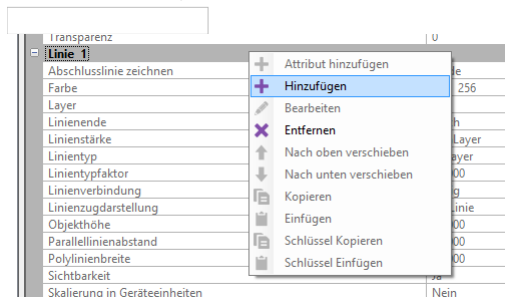 Transparenz 0
Linie 1
Abschlusslinie zeichnen
Farbe 256
Layer
Linienende
Linienstärke Layer
Linientyp ayer
Linientypfaktor
Linienverbindung
Linienzugdarstellung Linie
Objekthöhe
Parallellinienabstand
Polylinienbreite
Sichtbarkeit
Skalierung in Geräteeinheiten Nein
Attribut hinzufügen
Hinzufügen
Bearbeiten
Entfernen
Nach oben verschieben
Nach unten verschieben
Kopieren
Einfügen
Schlüssel Kopieren
Schlüssel Einfügen